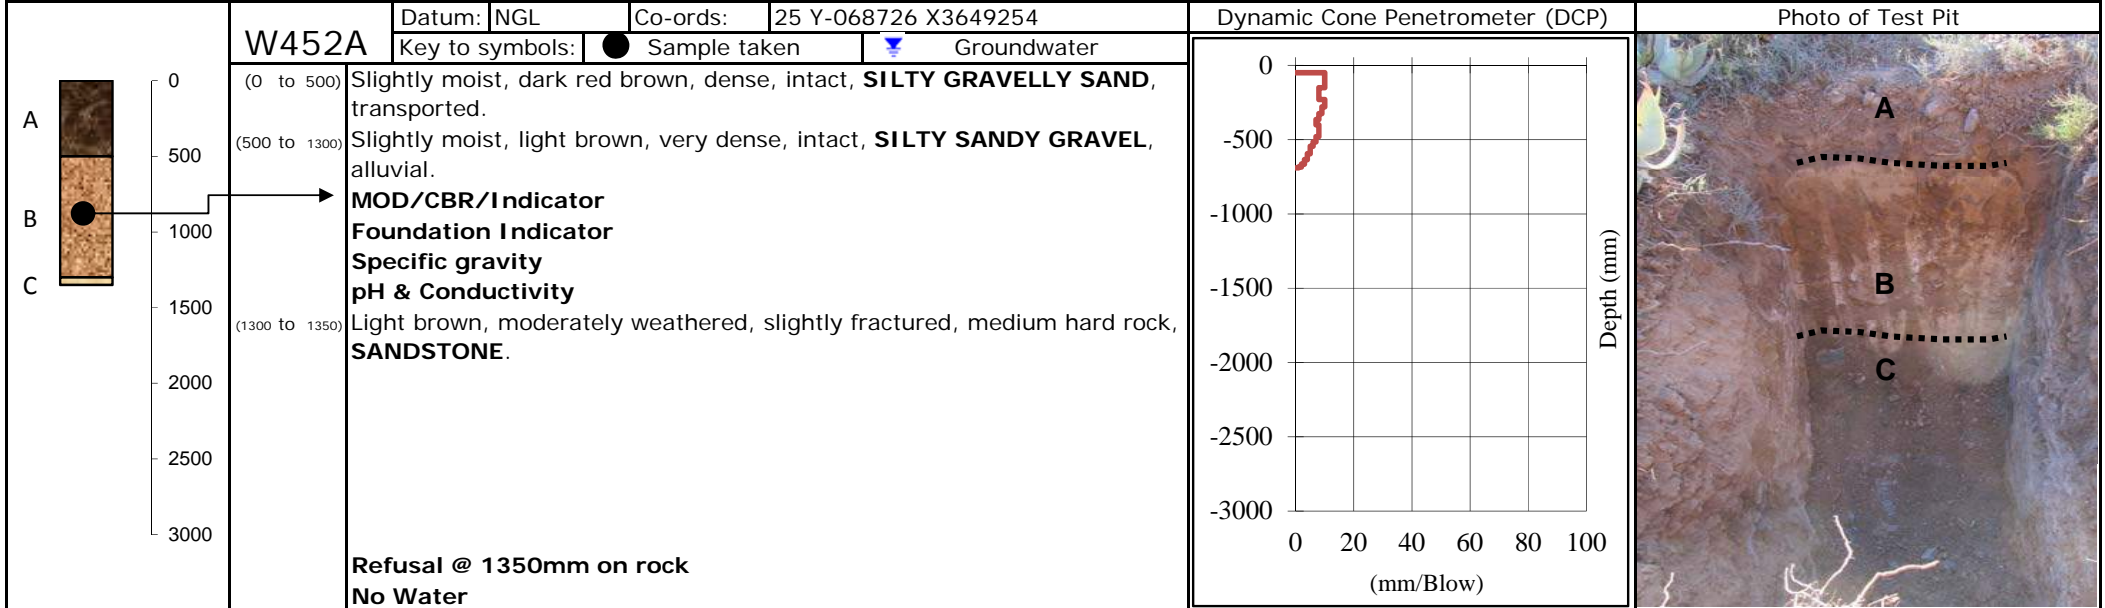 W452A
Datum: NGL Co-ords: 25 Y-068726 X3649254
Key to symbols: Sample taken Groundwater
A
B
C
0
500
1000
1500
2000
2500
3000
(0 to 500) Slightly moist, dark red brown, dense, intact, SILTY GRAVELLY SAND,
transported.
(500 to 1300) Slightly moist, light brown, very dense, intact, SILTY SANDY GRAVEL,
alluvial.
MOD/CBR/Indicator
Foundation Indicator
Specific gravity
pH & Conductivity
(1300 to 1350) Light brown, moderately weathered, slightly fractured, medium hard rock,
SANDSTONE.
Refusal @ 1350mm on rock
No Water
Dynamic Cone Penetrometer (DCP)
0
-500
-1000
-1500
-2000
-2500
-3000
0 20 40 60 80 100
(mm/Blow)
Depth (mm)
Photo of Test Pit
A
B
C